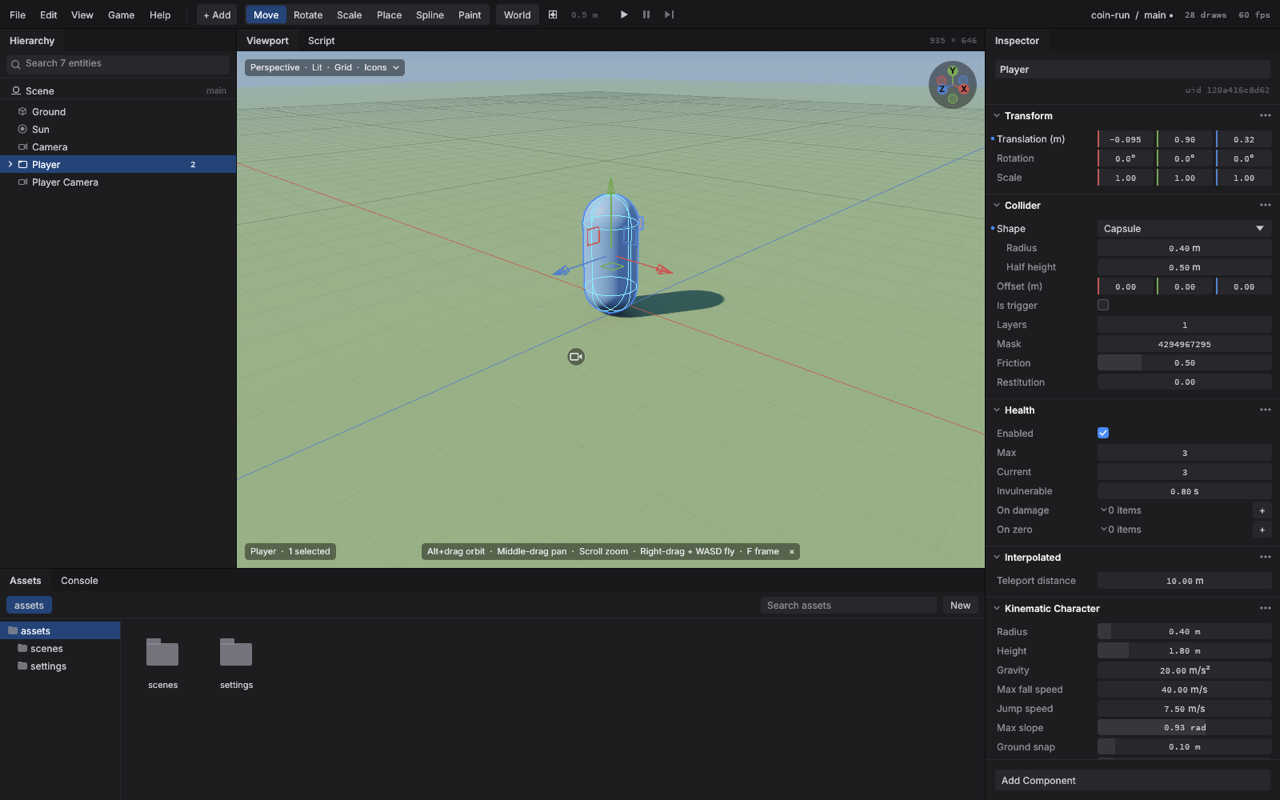 File Edit View Game Help + Add Move Rotate Scale Place Spline Paint World 0.5 m coin-run / main • 28 draws 60 fps
Hierarchy
Search 7 entities
Scene main
Ground
Sun
Camera
Player 2
Player Camera
Viewport Script 935 × 646
Perspective · Lit · Grid · Icons
Y
Z X
Player · 1 selected
Alt+drag orbit · Middle-drag pan · Scroll zoom · Right-drag + WASD fly · F frame ×
Assets Console
assets Search assets New
assets
scenes
settings
scenes settings
Inspector
Player
uid 120a416c8d62
Transform •••
Translation (m) −0.095 0.90 0.32
Rotation 0.0° 0.0° 0.0°
Scale 1.00 1.00 1.00
Collider •••
Shape Capsule
Radius 0.40 m
Half height 0.50 m
Offset (m) 0.00 0.00 0.00
Is trigger
Layers 1
Mask 4294967295
Friction 0.50
Restitution 0.00
Health •••
Enabled
Max 3
Current 3
Invulnerable 0.80 s
On damage 0 items +
On zero 0 items +
Interpolated •••
Teleport distance 10.00 m
Kinematic Character •••
Radius 0.40 m
Height 1.80 m
Gravity 20.00 m/s²
Max fall speed 40.00 m/s
Jump speed 7.50 m/s
Max slope 0.93 rad
Ground snap 0.10 m
Add Component